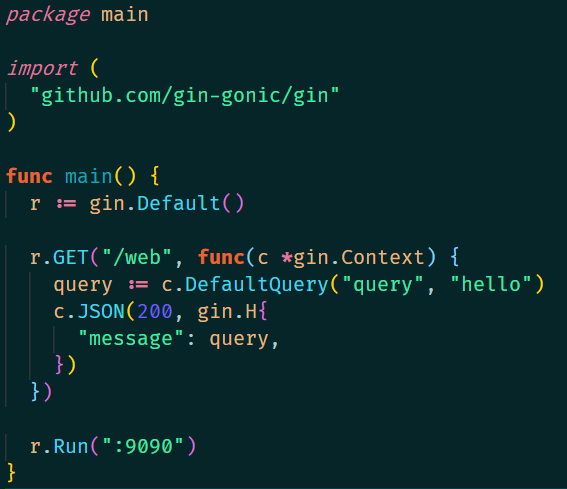 package main

import (
  "github.com/gin-gonic/gin"
)

func main() {
  r := gin.Default()

  r.GET("/web", func(c *gin.Context) {
    query := c.DefaultQuery("query", "hello")
    c.JSON(200, gin.H{
      "message": query,
    })
  })

  r.Run(":9090")
}